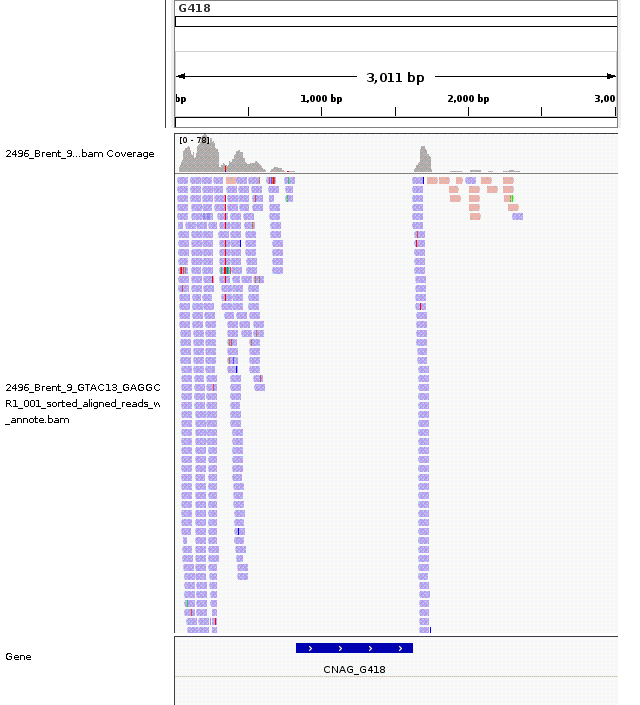 G418
3,011 bp
bp 1,000 bp 2,000 bp 3,00
[0 - 78]
2496_Brent_9...bam Coverage
2496_Brent_9_GTAC13_GAGGC
R1_001_sorted_aligned_reads_w
_annote.bam
Gene
CNAG_G418